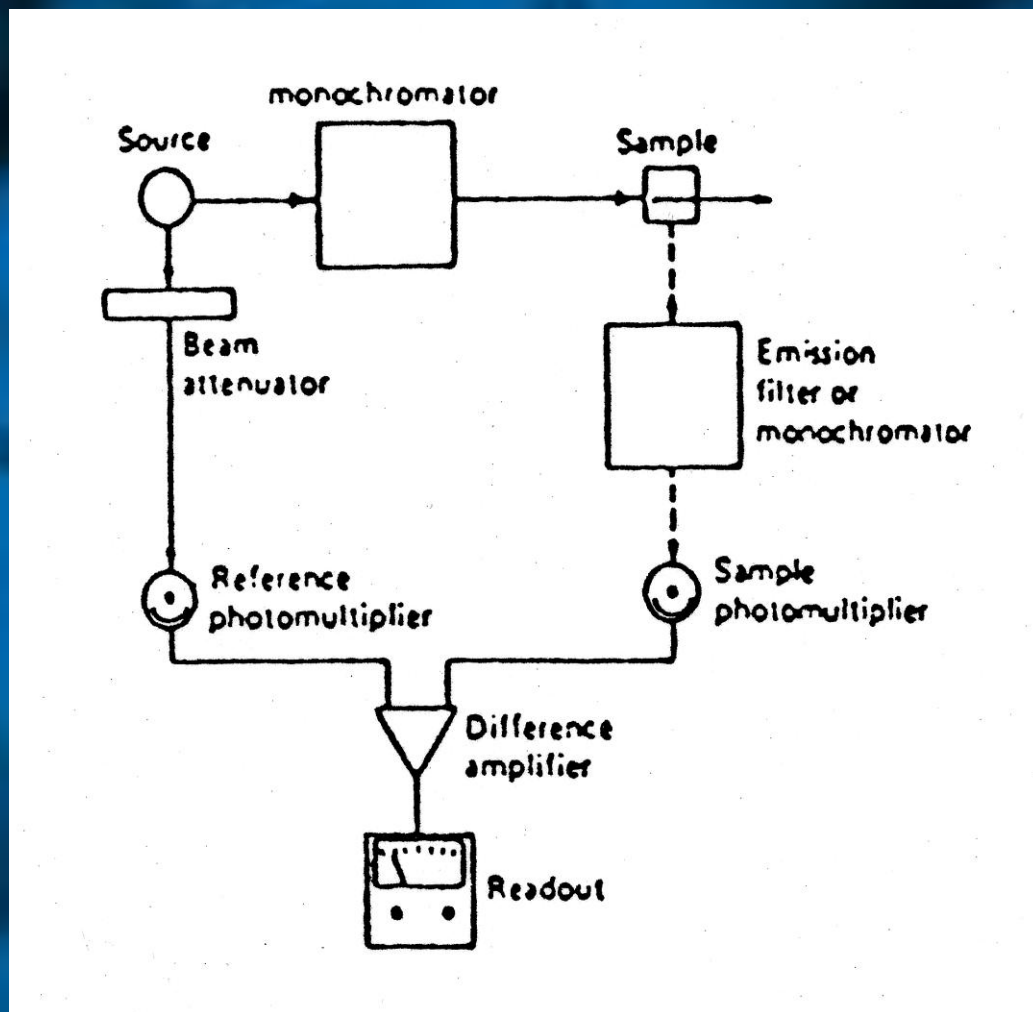 monochromator
Source
Sample
Beam
attenuator
Emission
filter or
monochromator
Reference
photomultiplier
Sample
photomultiplier
Difference
amplifier
Readout